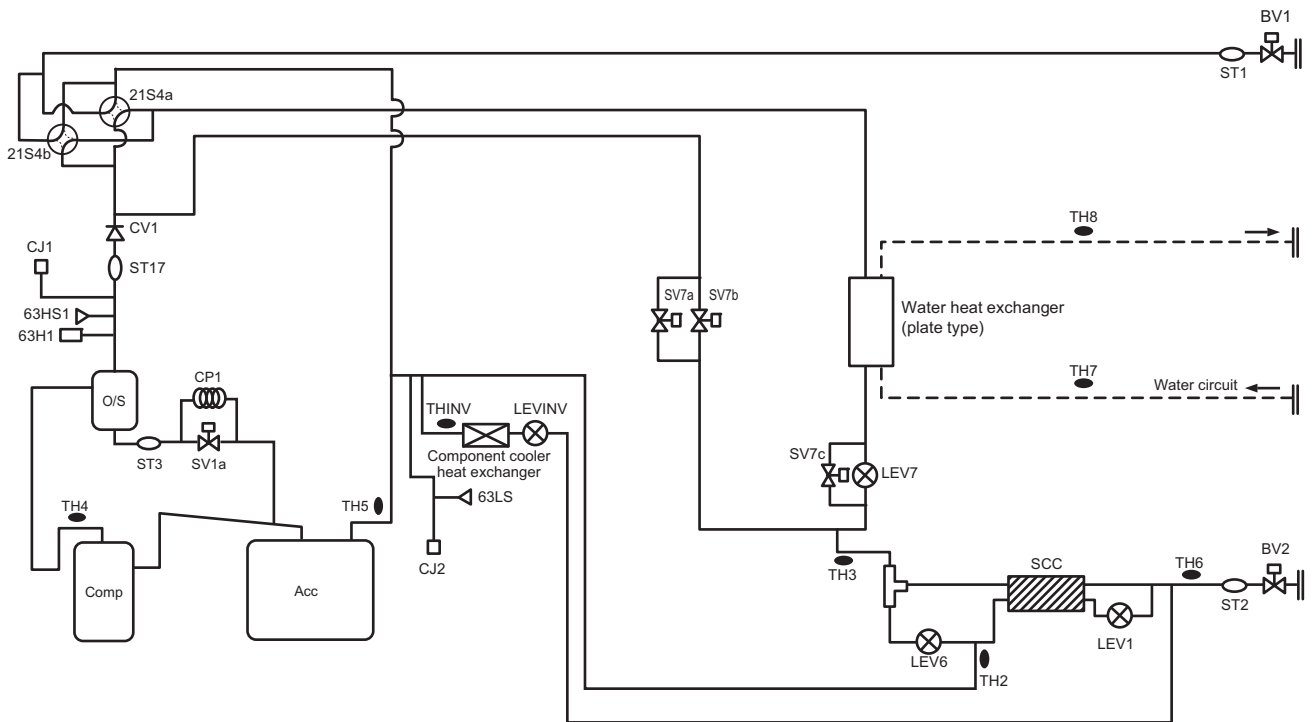 BV1
ST1
21S4a
21S4b
CV1
CJ1
ST17
63HS1
63H1
O/S
CP1
ST3
SV1a
TH4
Comp
Acc
TH5
THINV
LEVINV
Component cooler
heat exchanger
63LS
CJ2
SV7a
SV7b
Water heat exchanger
(plate type)
TH8
TH7
Water circuit
SV7c
LEV7
TH3
SCC
TH6
BV2
ST2
LEV1
LEV6
TH2